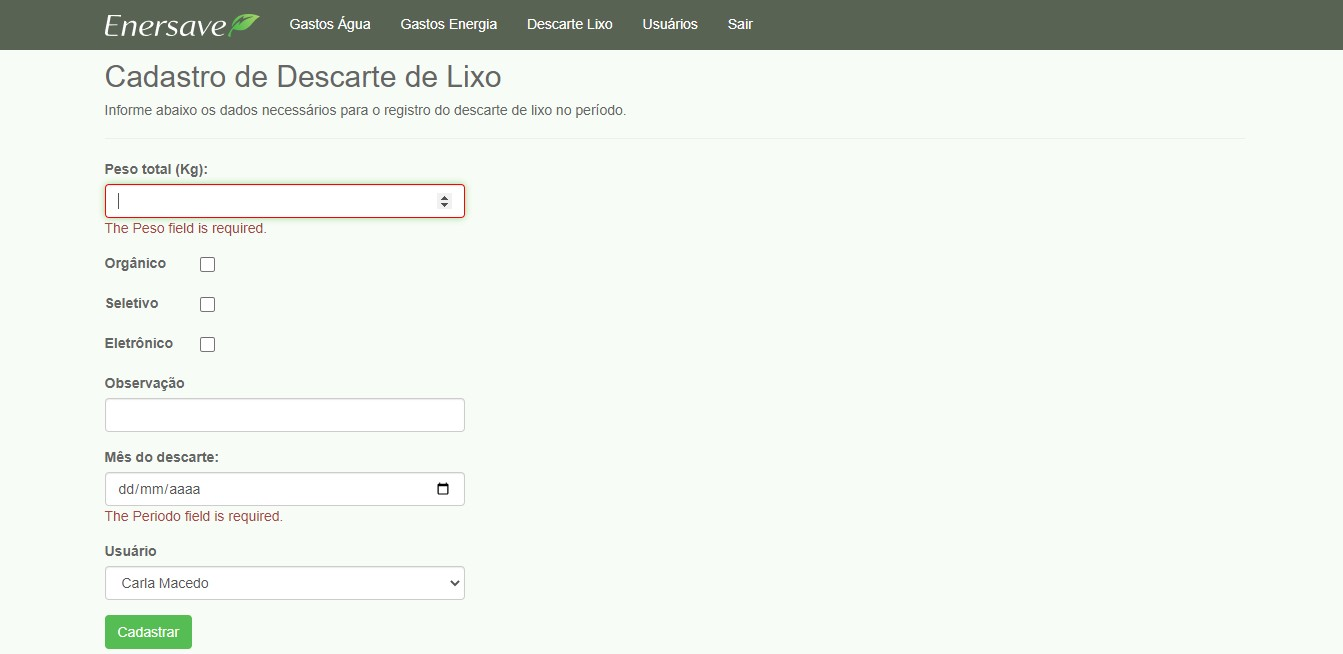 Enersave Gastos Água Gastos Energia Descarte Lixo Usuários Sair
Cadastro de Descarte de Lixo
Informe abaixo os dados necessários para o registro do descarte de lixo no período.
Peso total (Kg):
The Peso field is required.
Orgânico
Seletivo
Eletrônico
Observação
Mês do descarte:
dd/mm/aaaa
The Periodo field is required.
Usuário
Carla Macedo
Cadastrar